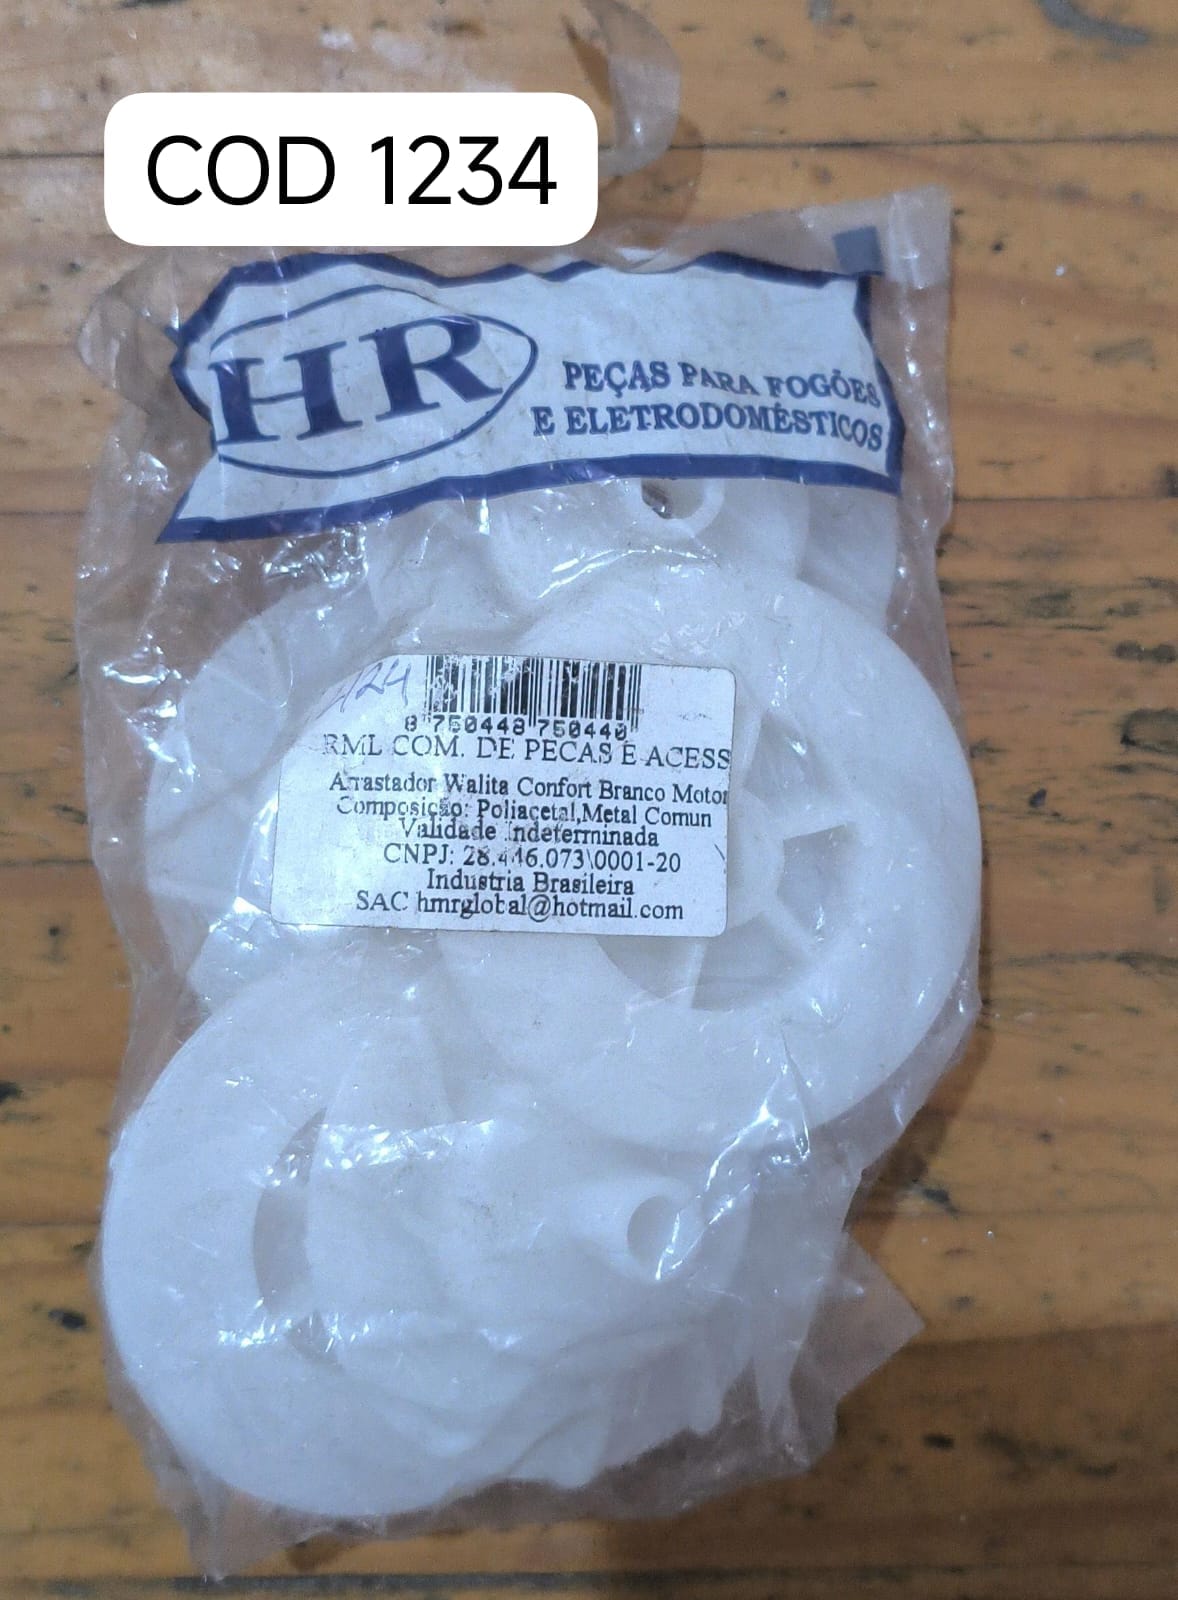 COD 1234
HR
PEÇAS PARA FOGÕES
E ELETRODOMÉSTICOS
8 750448 750440
RML COM. DE PECAS E ACESS
Arrastador Walita Confort Branco Motor
Composição: Poliacetal,Metal Comun
Validade Indeterminada
CNPJ: 28.446.073\0001-20
Industria Brasileira
SAC hmrglobal@hotmail.com